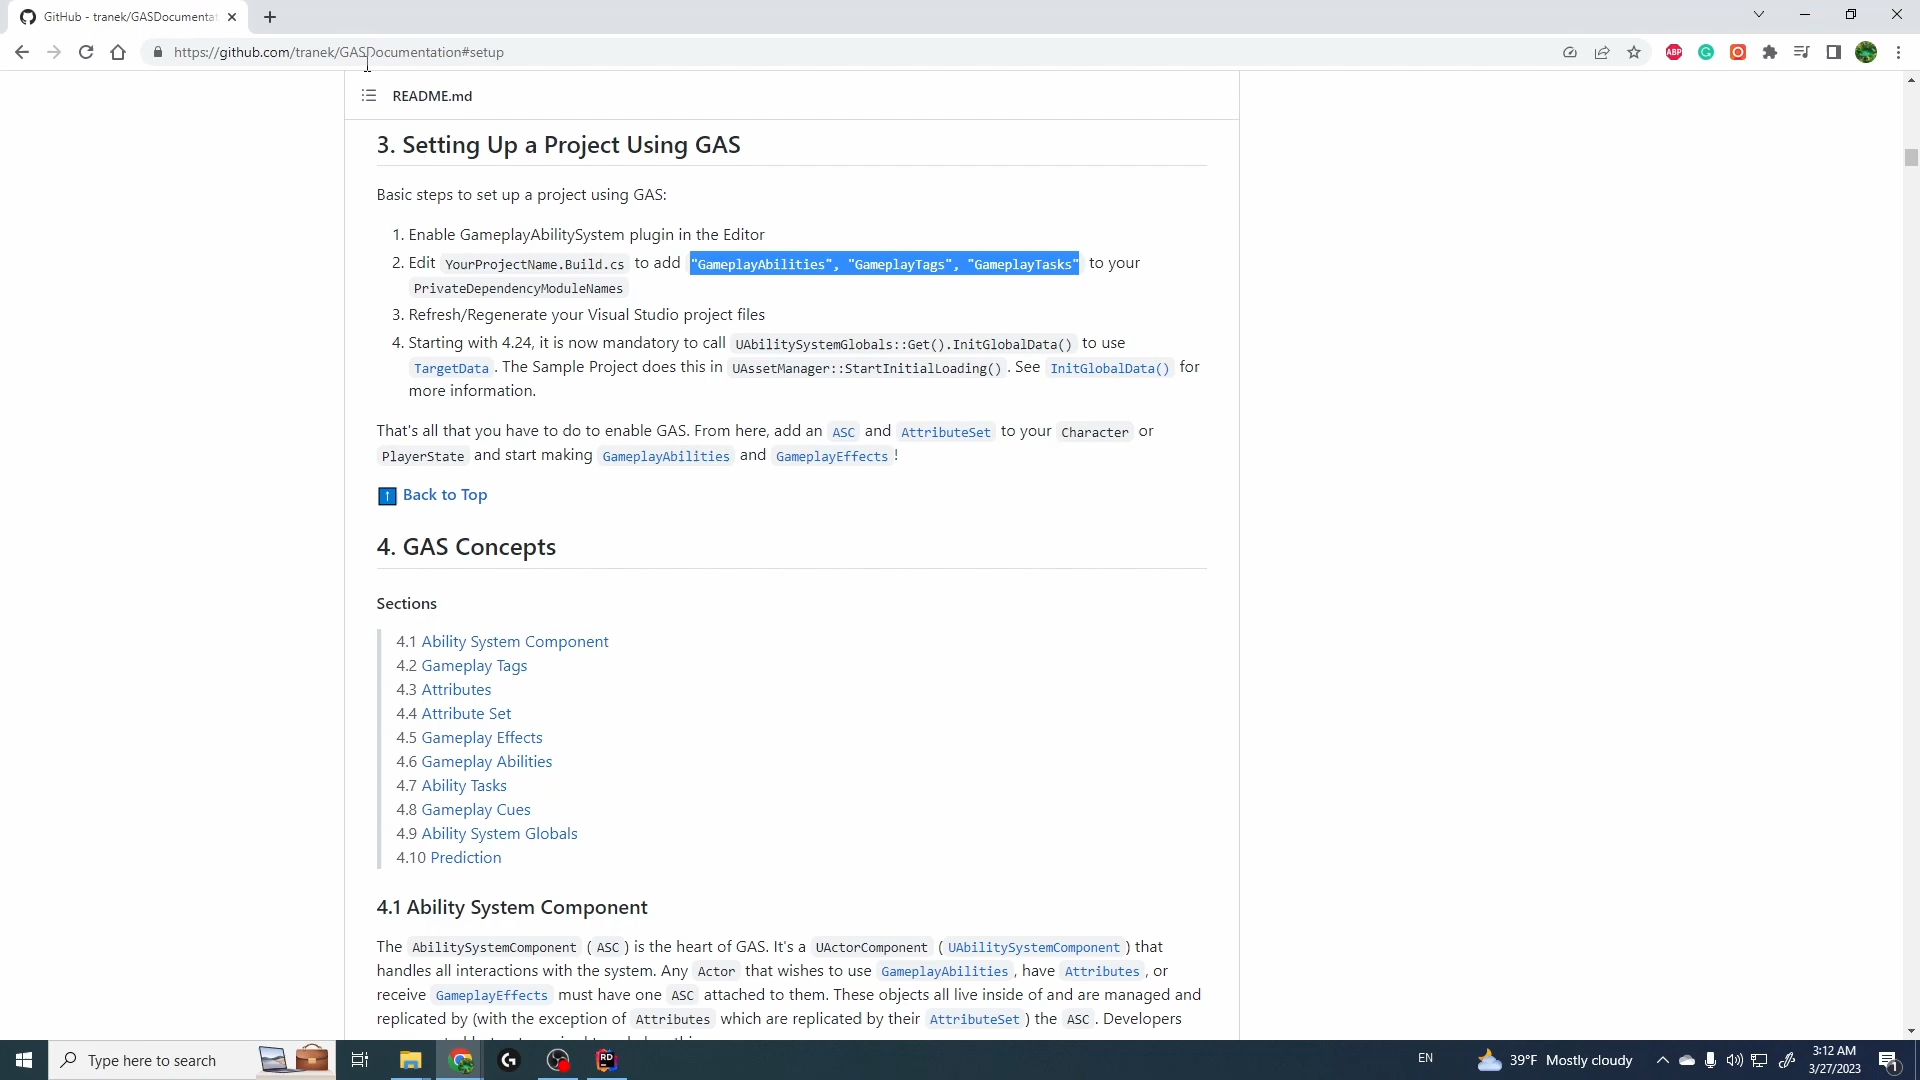 GitHub - tranek/GASDocumentat
https://github.com/tranek/GASDocumentation#setup
ABP
README.md
3. Setting Up a Project Using GAS
Basic steps to set up a project using GAS:
1. Enable GameplayAbilitySystem plugin in the Editor
2. Edit YourProjectName.Build.cs to add "GameplayAbilities", "GameplayTags", "GameplayTasks" to your
PrivateDependencyModuleNames
3. Refresh/Regenerate your Visual Studio project files
4. Starting with 4.24, it is now mandatory to call UAbilitySystemGlobals::Get().InitGlobalData() to use
TargetData . The Sample Project does this in UAssetManager::StartInitialLoading() . See InitGlobalData() for
more information.
That's all that you have to do to enable GAS. From here, add an ASC and AttributeSet to your Character or
PlayerState and start making GameplayAbilities and GameplayEffects !
Back to Top
4. GAS Concepts
Sections
4.1 Ability System Component
4.2 Gameplay Tags
4.3 Attributes
4.4 Attribute Set
4.5 Gameplay Effects
4.6 Gameplay Abilities
4.7 Ability Tasks
4.8 Gameplay Cues
4.9 Ability System Globals
4.10 Prediction
4.1 Ability System Component
The AbilitySystemComponent ( ASC ) is the heart of GAS. It's a UActorComponent ( UAbilitySystemComponent ) that
handles all interactions with the system. Any Actor that wishes to use GameplayAbilities , have Attributes , or
receive GameplayEffects must have one ASC attached to them. These objects all live inside of and are managed and
replicated by (with the exception of Attributes which are replicated by their AttributeSet ) the ASC . Developers
Type here to search
RD
EN
39°F Mostly cloudy
3:12 AM
3/27/2023
1